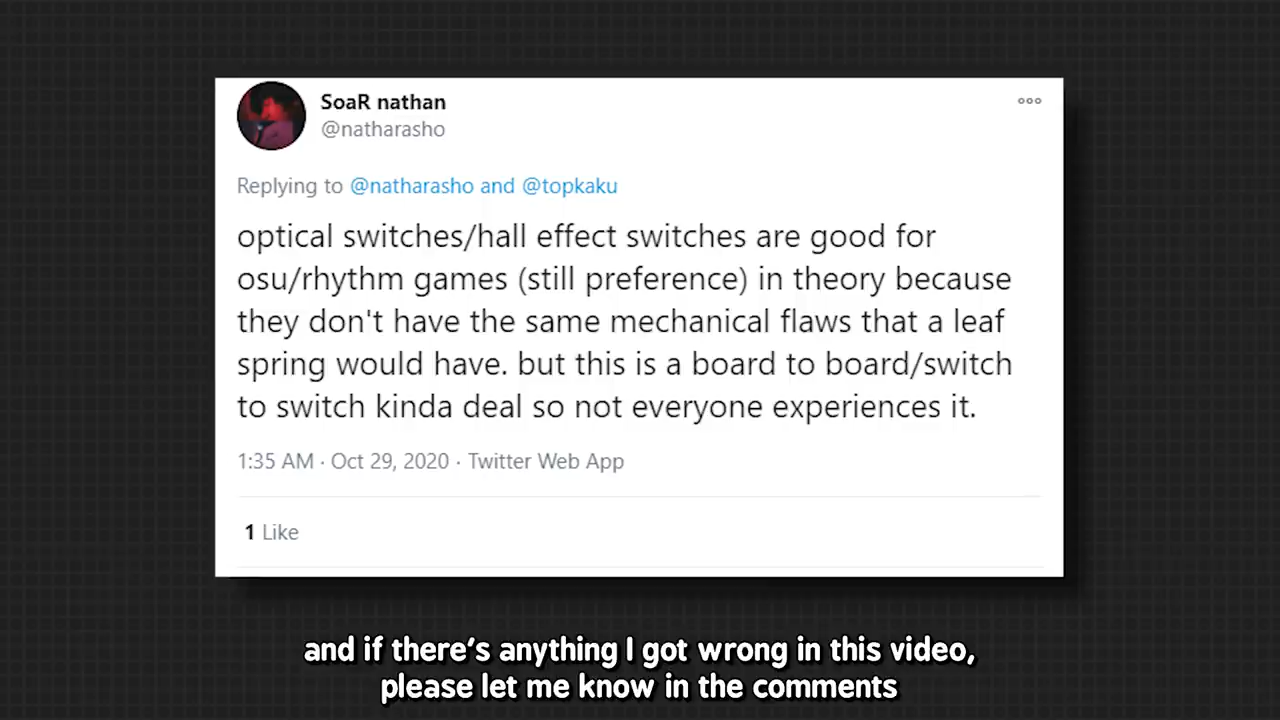 SoaR nathan
@natharasho
Replying to @natharasho and @topkaku
optical switches/hall effect switches are good for
osu/rhythm games (still preference) in theory because
they don't have the same mechanical flaws that a leaf
spring would have. but this is a board to board/switch
to switch kinda deal so not everyone experiences it.
1:35 AM · Oct 29, 2020 · Twitter Web App
1 Like
and if there's anything I got wrong in this video,
please let me know in the comments